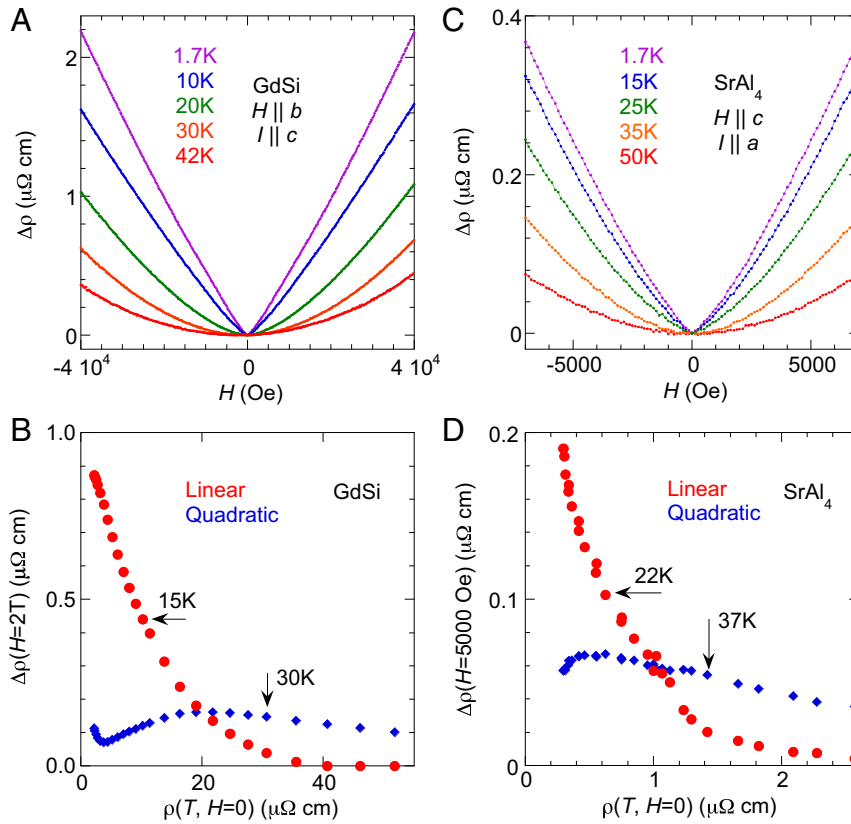 A
2
1
0
Δρ (μΩ cm)
1.7K
10K
20K
30K
42K
GdSi
H || b
I || c
-4 10⁴
0
4 10⁴
H (Oe)
C
0.4
0.2
0
Δρ (μΩ cm)
1.7K
15K
25K
35K
50K
SrAl₄
H || c
I || a
-5000
0
5000
H (Oe)
B
1.0
0.5
0.0
Δρ(H=2T) (μΩ cm)
Linear
Quadratic
GdSi
15K
30K
0
20
40
ρ(T, H=0) (μΩ cm)
D
0.2
0.1
0
Δρ(H=5000 Oe) (μΩ cm)
Linear
Quadratic
SrAl₄
22K
37K
0
1
2
ρ(T, H=0) (μΩ cm)